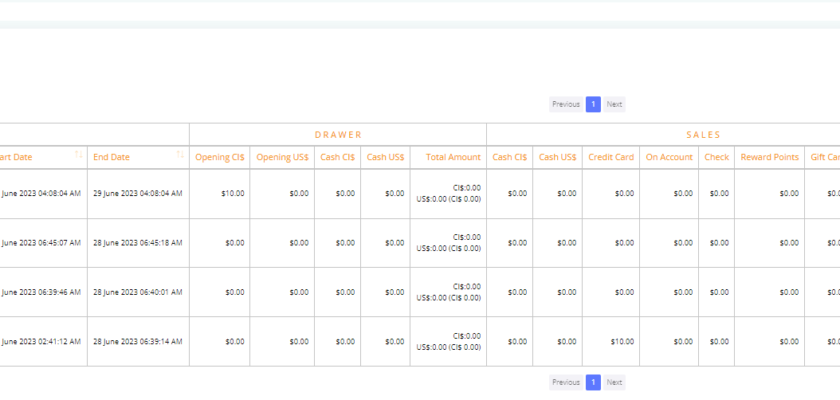 Previous 1 Next
DRAWER SALES
art Date End Date Opening CI$ Opening US$ Cash CI$ Cash US$ Total Amount Cash CI$ Cash US$ Credit Card On Account Check Reward Points Gift Car
June 2023 04:08:04 AM 29 June 2023 04:08:04 AM $10.00 $0.00 $0.00 $0.00 CI$:0.00 $0.00 $0.00 $0.00 $0.00 $0.00 $0.00 $0.0
US$:0.00 (CI$ 0.00)
June 2023 06:45:07 AM 28 June 2023 06:45:18 AM $0.00 $0.00 $0.00 $0.00 CI$:0.00 $0.00 $0.00 $0.00 $0.00 $0.00 $0.00 $0.0
US$:0.00 (CI$ 0.00)
June 2023 06:39:46 AM 28 June 2023 06:40:01 AM $0.00 $0.00 $0.00 $0.00 CI$:0.00 $0.00 $0.00 $0.00 $0.00 $0.00 $0.00 $0.0
US$:0.00 (CI$ 0.00)
June 2023 02:41:12 AM 28 June 2023 06:39:14 AM $0.00 $0.00 $0.00 $0.00 CI$:0.00 $0.00 $0.00 $10.00 $0.00 $0.00 $0.00 $0.0
US$:0.00 (CI$ 0.00)
Previous 1 Next